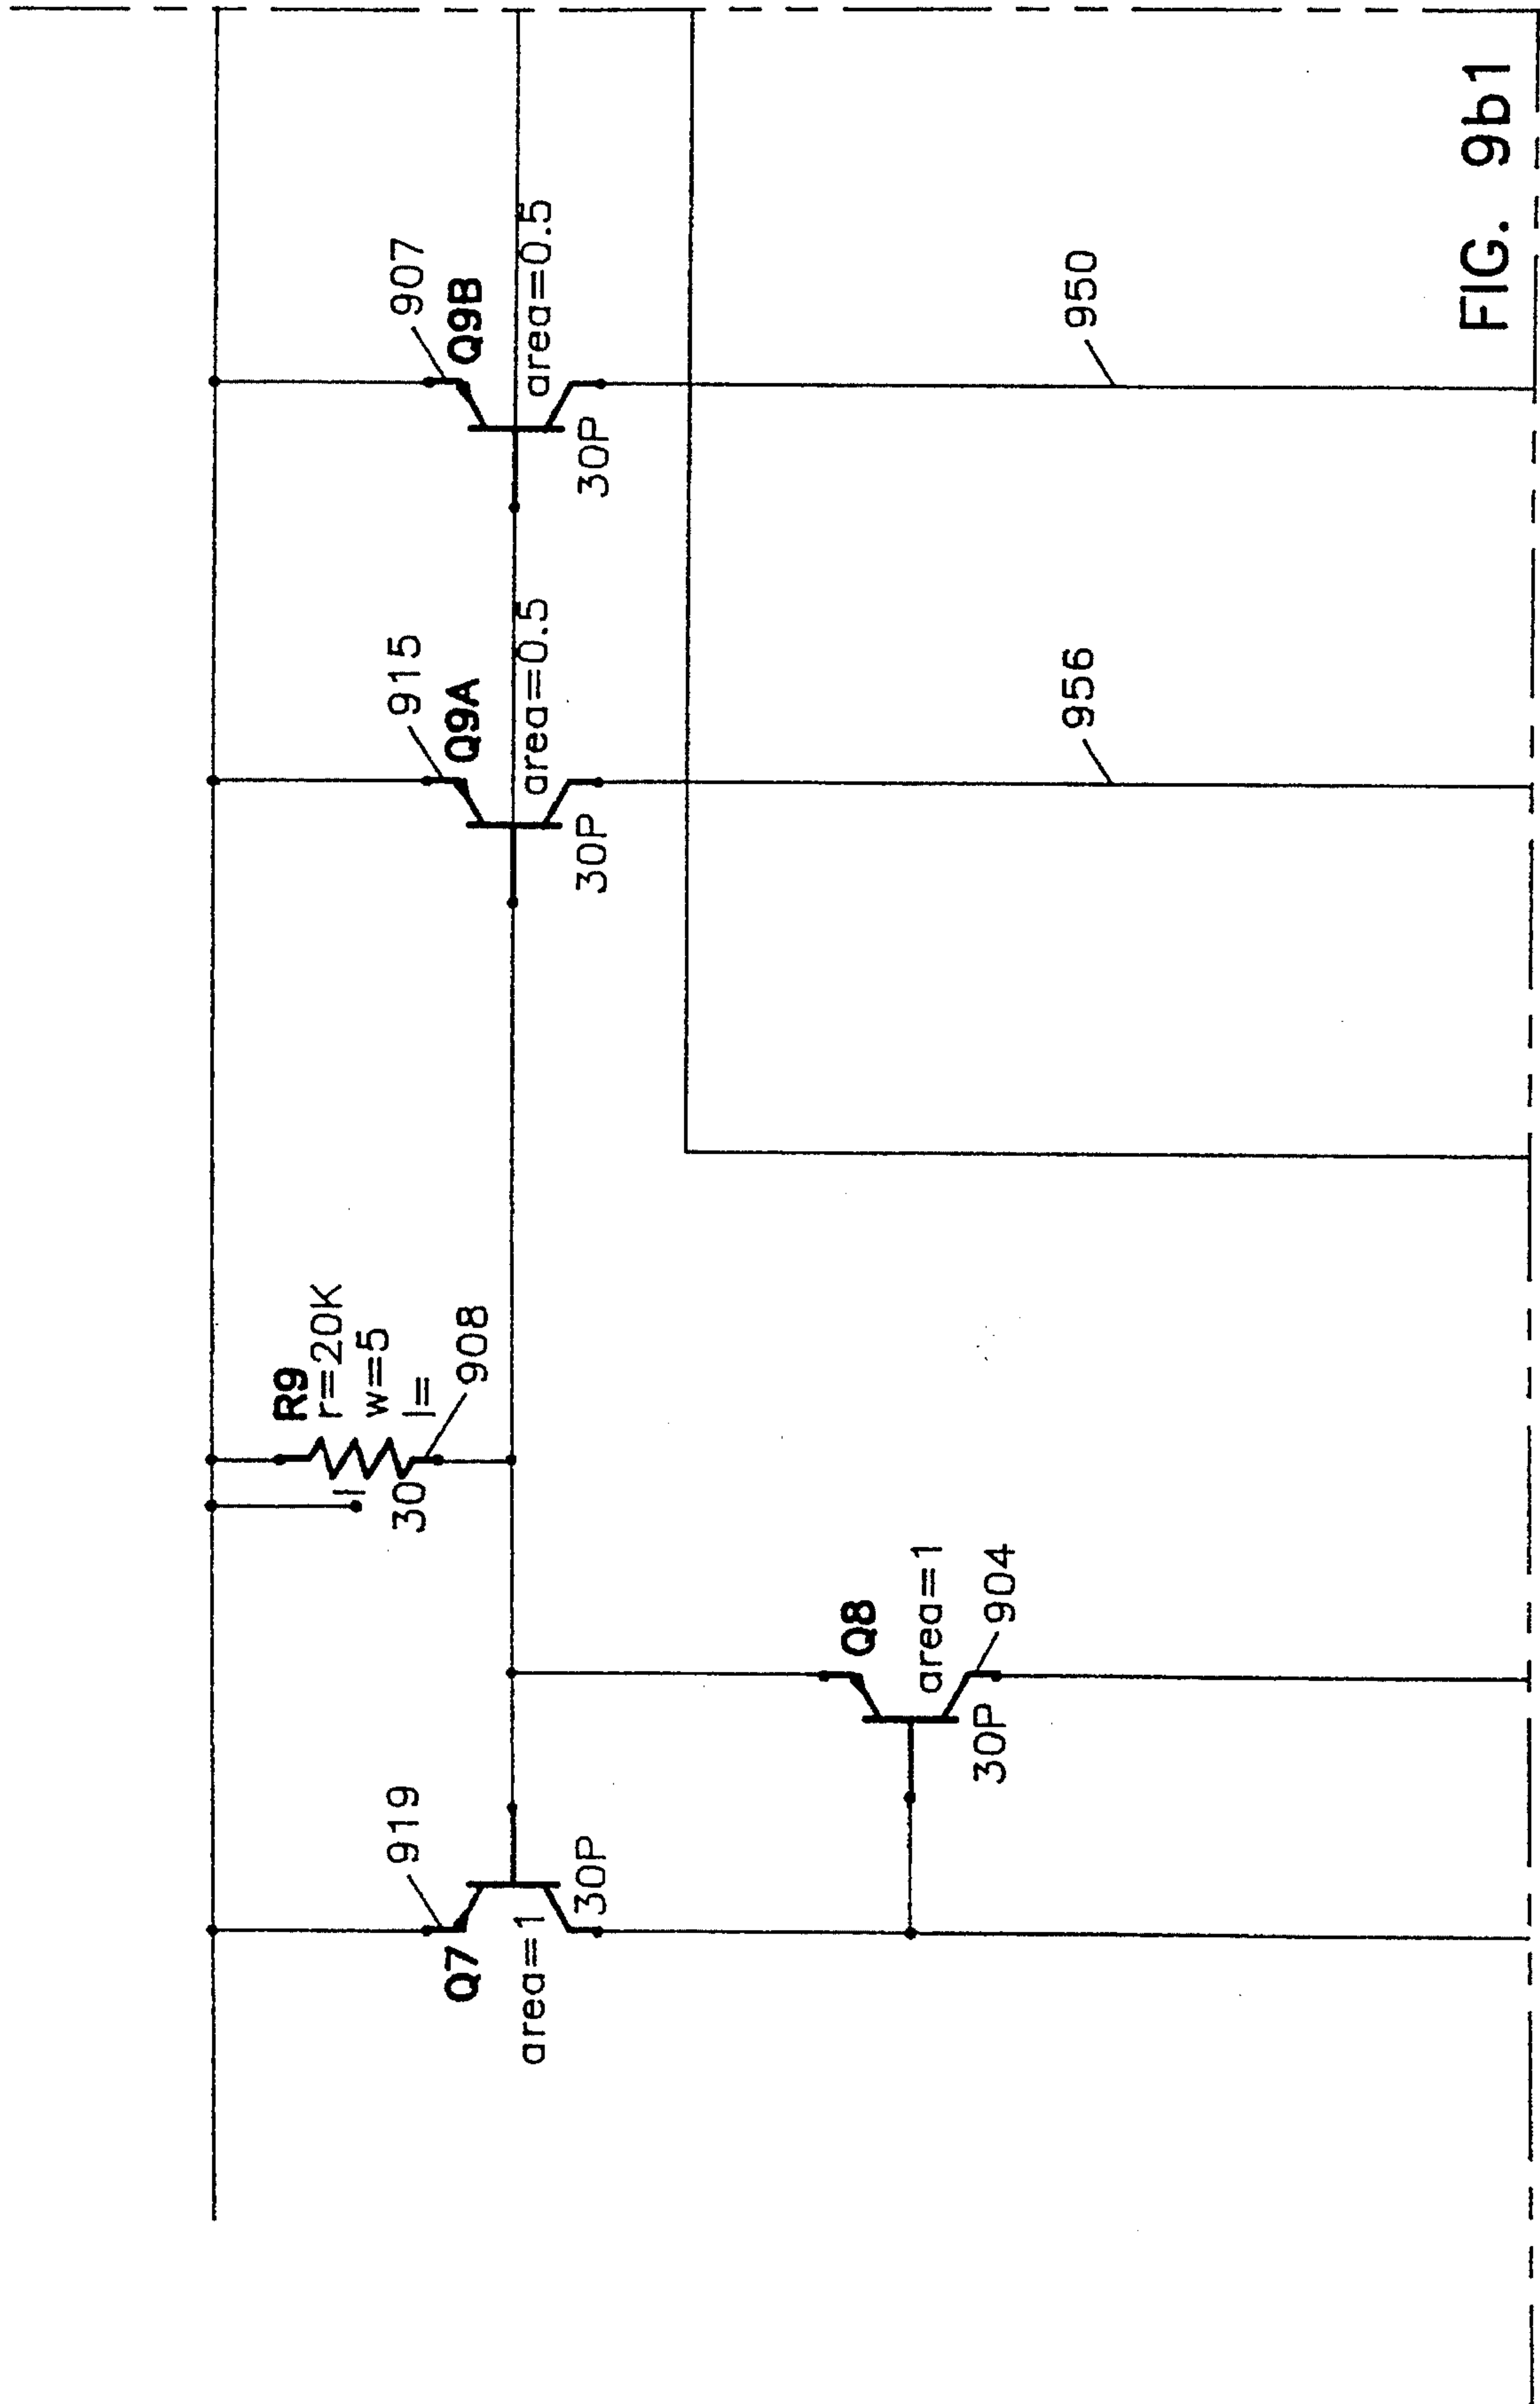 Q7
919
area=1
30P
Q8
area=1
904
30P
R9
r=20K
w=5
l=
908
30
Q9A
915
area=0.5
30P
956
Q9B
907
area=0.5
30P
950
FIG. 9b1